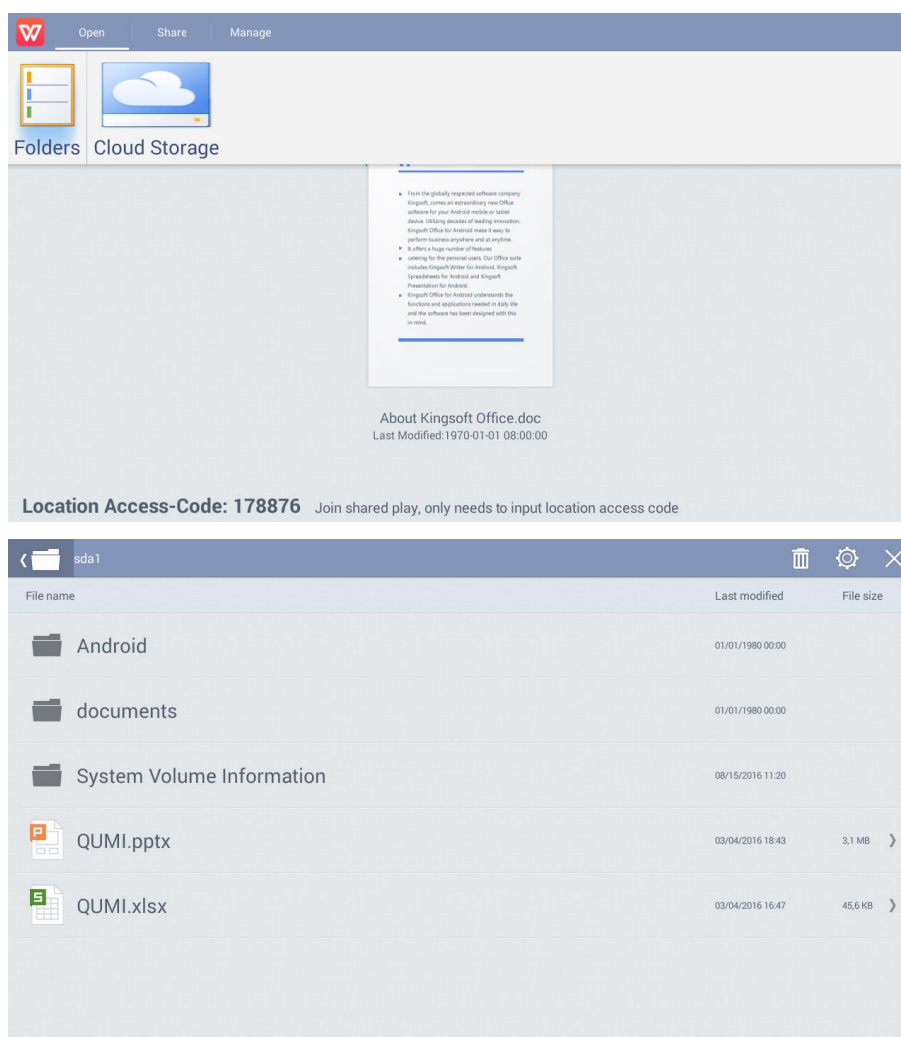 Open Share Manage
Folders Cloud Storage
From the globally respected software company
Kingsoft, comes an extraordinary new Office
software for your Android mobile or tablet
device. Utilizing decades of leading innovation,
Kingsoft Office for Android make it easy to
perform business anywhere and at anytime.
It offers a huge number of features
catering for the personal users. Our Office suite
includes Kingsoft Writer for Android, Kingsoft
Spreadsheets for Android and Kingsoft
Presentation for Android.
Kingsoft Office for Android understands the
functions and applications needed in daily life
and the software has been designed with this
in mind.
About Kingsoft Office.doc
Last Modified:1970-01-01 08:00:00
Location Access-Code: 178876 Join shared play, only needs to input location access code
sda1
File name Last modified File size
Android 01/01/1980 00:00
documents 01/01/1980 00:00
System Volume Information 08/15/2016 11:20
P QUMI.pptx 03/04/2016 18:43 3,1 MB
S QUMI.xlsx 03/04/2016 16:47 45,6 KB